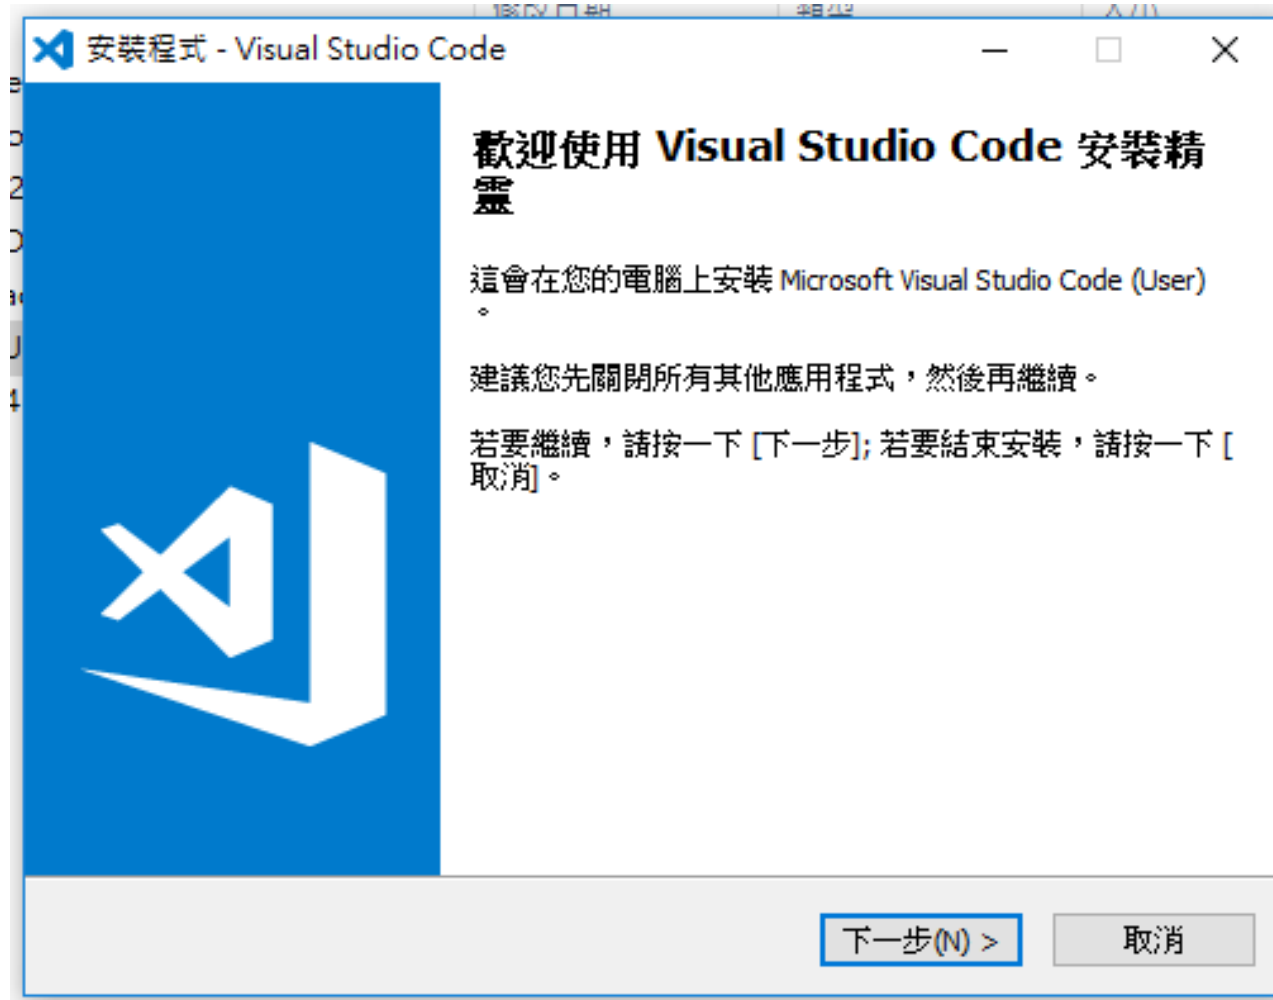 安裝程式 - Visual Studio Code
歡迎使用 Visual Studio Code 安裝精
靈
這會在您的電腦上安裝 Microsoft Visual Studio Code (User)
。
建議您先關閉所有其他應用程式，然後再繼續。
若要繼續，請按一下 [下一步]; 若要結束安裝，請按一下 [
取消]。
下一步(N) >
取消